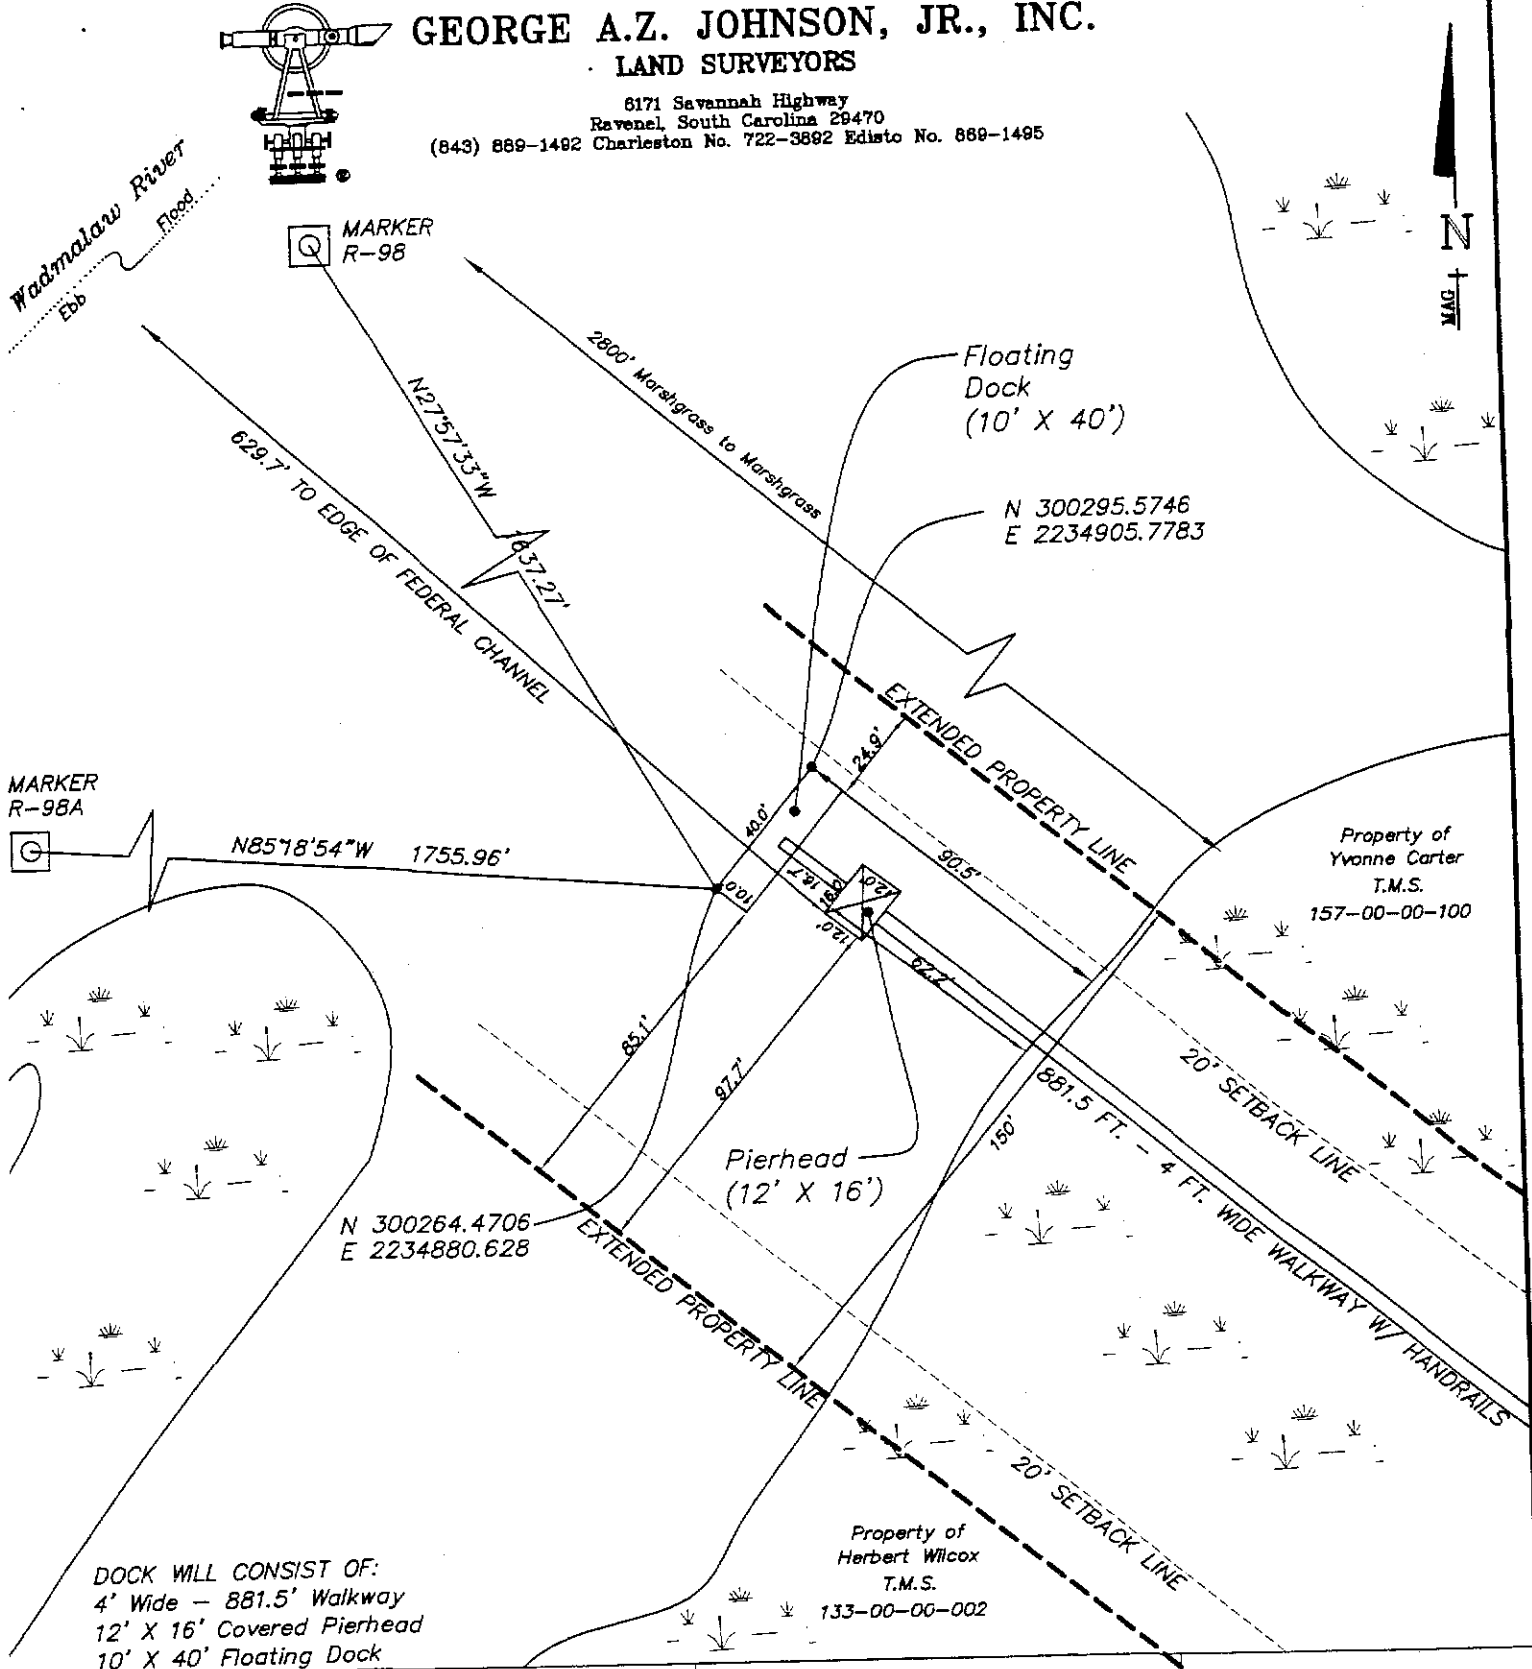 GEORGE A.Z. JOHNSON, JR., INC.
LAND SURVEYORS
6171 Savannah Highway
Ravenel, South Carolina 29470
(843) 889-1492 Charleston No. 722-3892 Edisto No. 869-1495
®
Wadmalaw River
Flood
Ebb
N
MAG
MARKER
R-98
N27°57'33"W
1637.27'
2800' Marshgrass to Marshgrass
629.7' TO EDGE OF FEDERAL CHANNEL
Floating
Dock
(10' X 40')
N 300295.5746
E 2234905.7783
EXTENDED PROPERTY LINE
24.9'
40.0'
90.5'
MARKER
R-98A
N85°18'54"W 1755.96'
10.0'
18.7'
16.0'
12.0'
12.0'
62.2'
85.1'
97.7'
150'
Property of
Yvonne Carter
T.M.S.
157-00-00-100
20' SETBACK LINE
881.5 FT. - 4 FT. WIDE WALKWAY W/ HANDRAILS
Pierhead
(12' X 16')
N 300264.4706
E 2234880.628
EXTENDED PROPERTY LINE
20' SETBACK LINE
Property of
Herbert Wilcox
T.M.S.
133-00-00-002
DOCK WILL CONSIST OF:
4' Wide - 881.5' Walkway
12' X 16' Covered Pierhead
10' X 40' Floating Dock